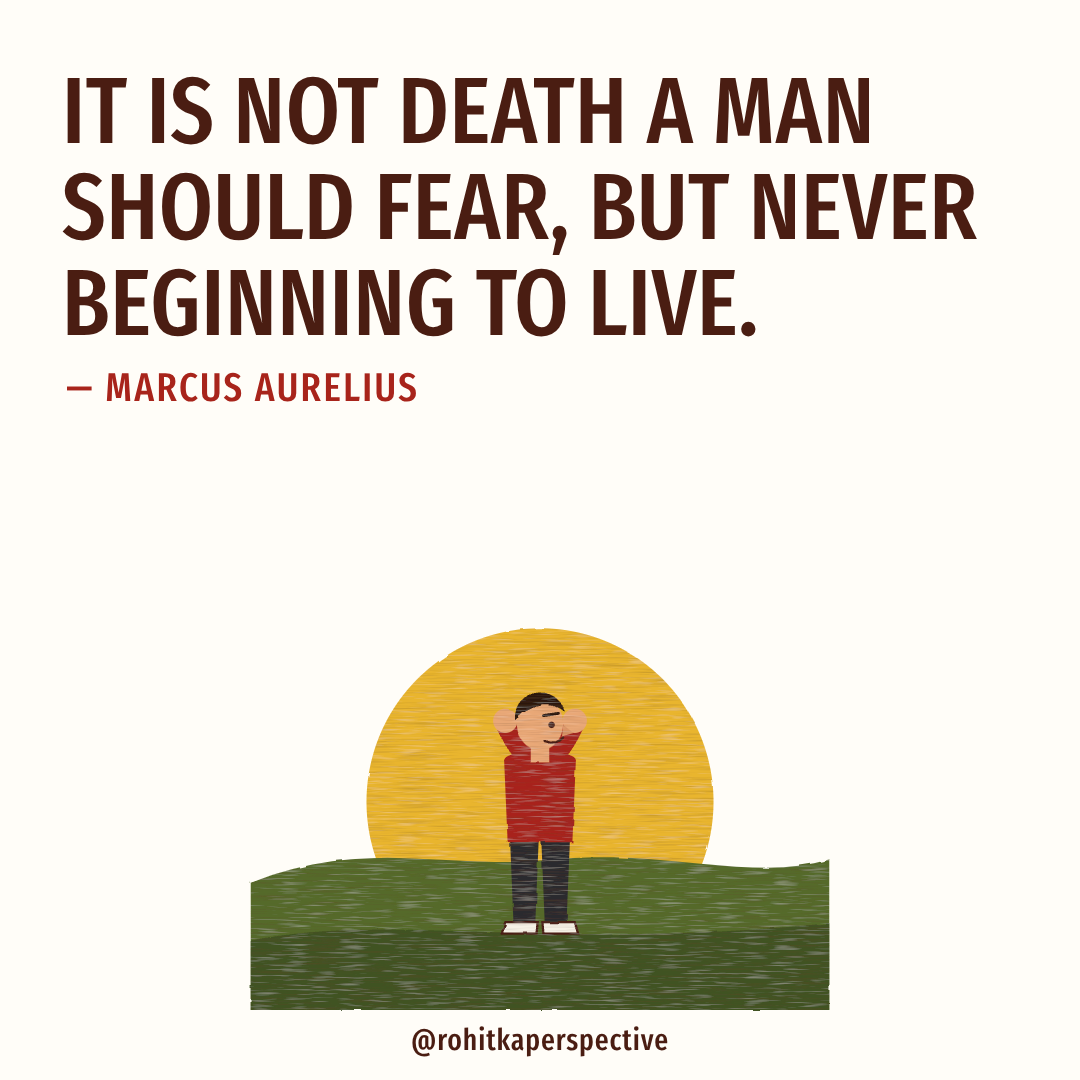 IT IS NOT DEATH A MAN
SHOULD FEAR, BUT NEVER
BEGINNING TO LIVE.
— MARCUS AURELIUS
@rohitkaperspective